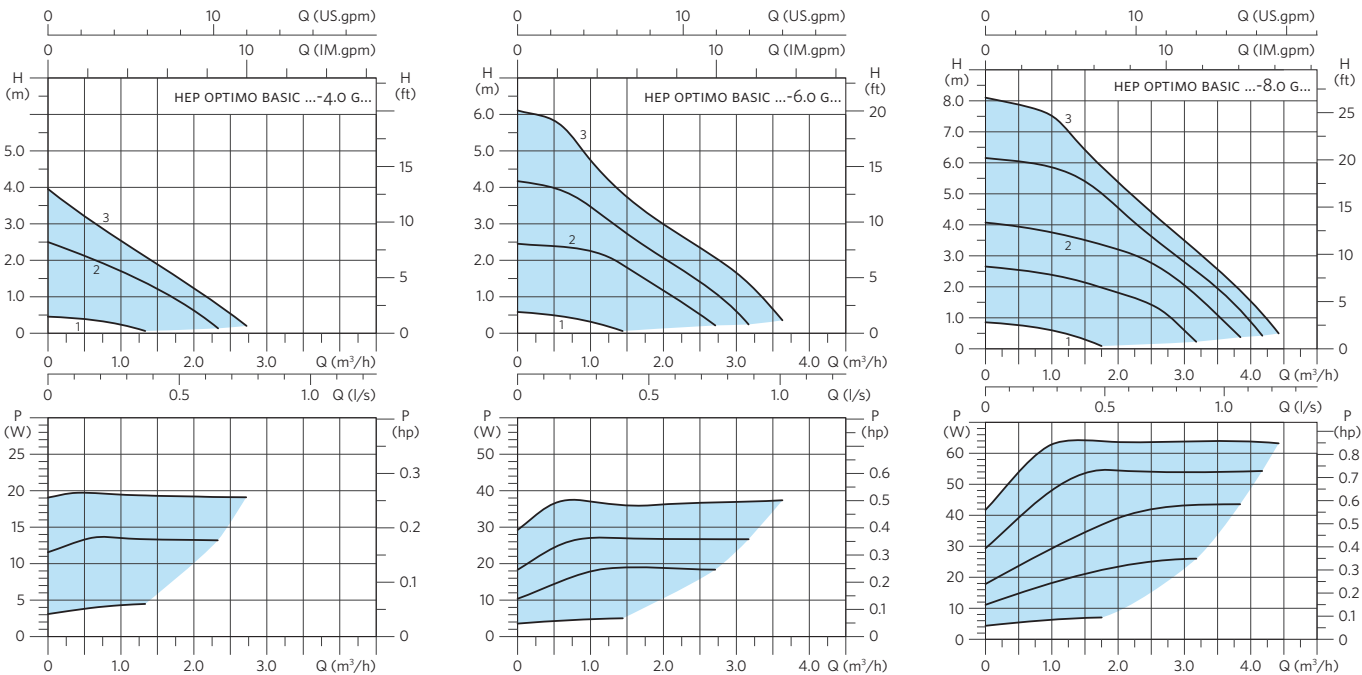 0 10 Q (US.gpm)
0 10 Q (IM.gpm)
H (m) H (ft)
HEP OPTIMO BASIC ...-4.0 G...
5.0 15
4.0
3.0 10
2.0 5
1.0
0 0
3
2
1
0 1.0 2.0 3.0 Q (m³/h)
0 0.5 1.0 Q (l/s)
P (W) P (hp)
25 0.3
20
15 0.2
10 0.1
5
0 0
0 1.0 2.0 3.0 Q (m³/h)
0 10 Q (US.gpm)
0 10 Q (IM.gpm)
H (m) H (ft)
HEP OPTIMO BASIC ...-6.0 G...
6.0 20
5.0 15
4.0
3.0 10
2.0 5
1.0
0 0
3
2
1
0 1.0 2.0 3.0 4.0 Q (m³/h)
0 0.5 1.0 Q (l/s)
P (W) P (hp)
50 0.6
40 0.5
30 0.4
20 0.3
10 0.2
0 0.1
0
0 1.0 2.0 3.0 4.0 Q (m³/h)
0 10 Q (US.gpm)
0 10 Q (IM.gpm)
H (m) H (ft)
HEP OPTIMO BASIC ...-8.0 G...
8.0 25
7.0
6.0 20
5.0 15
4.0
3.0 10
2.0 5
1.0
0 0
3
2
1
0 1.0 2.0 3.0 4.0 Q (m³/h)
0 0.5 1.0 Q (l/s)
P (W) P (hp)
60 0.8
50 0.7
40 0.6
30 0.5
20 0.4
10 0.3
0 0.2
0.1
0
0 1.0 2.0 3.0 4.0 Q (m³/h)